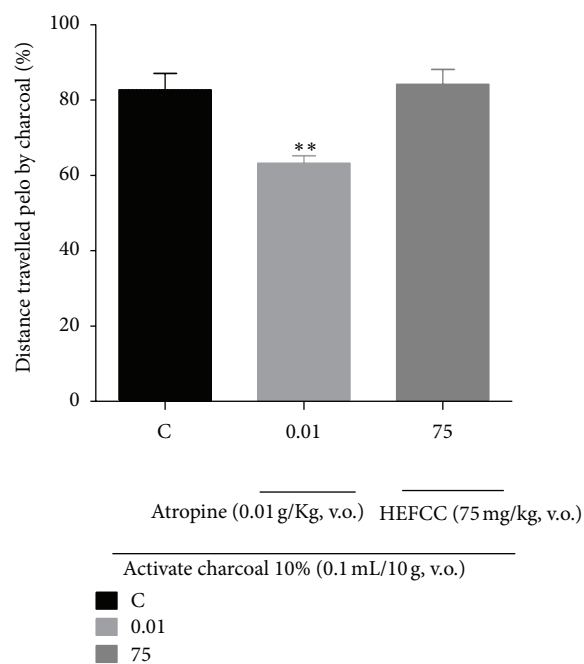 100
80
60
40
20
0
Distance travelled pelo by charcoal (%)
**
C 0.01 75
Atropine (0.01 g/Kg, v.o.) HEFCC (75 mg/kg, v.o.)
Activate charcoal 10% (0.1 mL/10 g, v.o.)
C
0.01
75